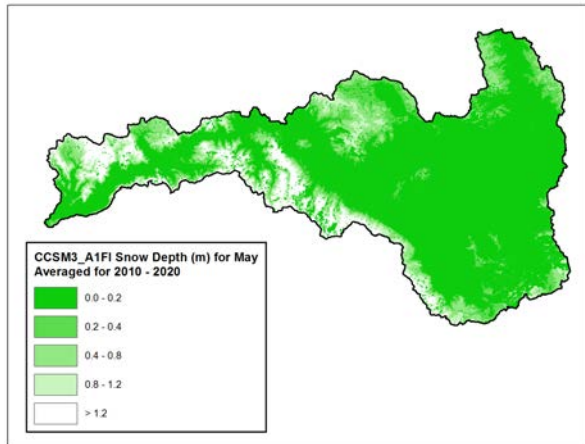 CCSM3_A1FI Snow Depth (m) for May
Averaged for 2010 - 2020
0.0 - 0.2
0.2 - 0.4
0.4 - 0.8
0.8 - 1.2
> 1.2